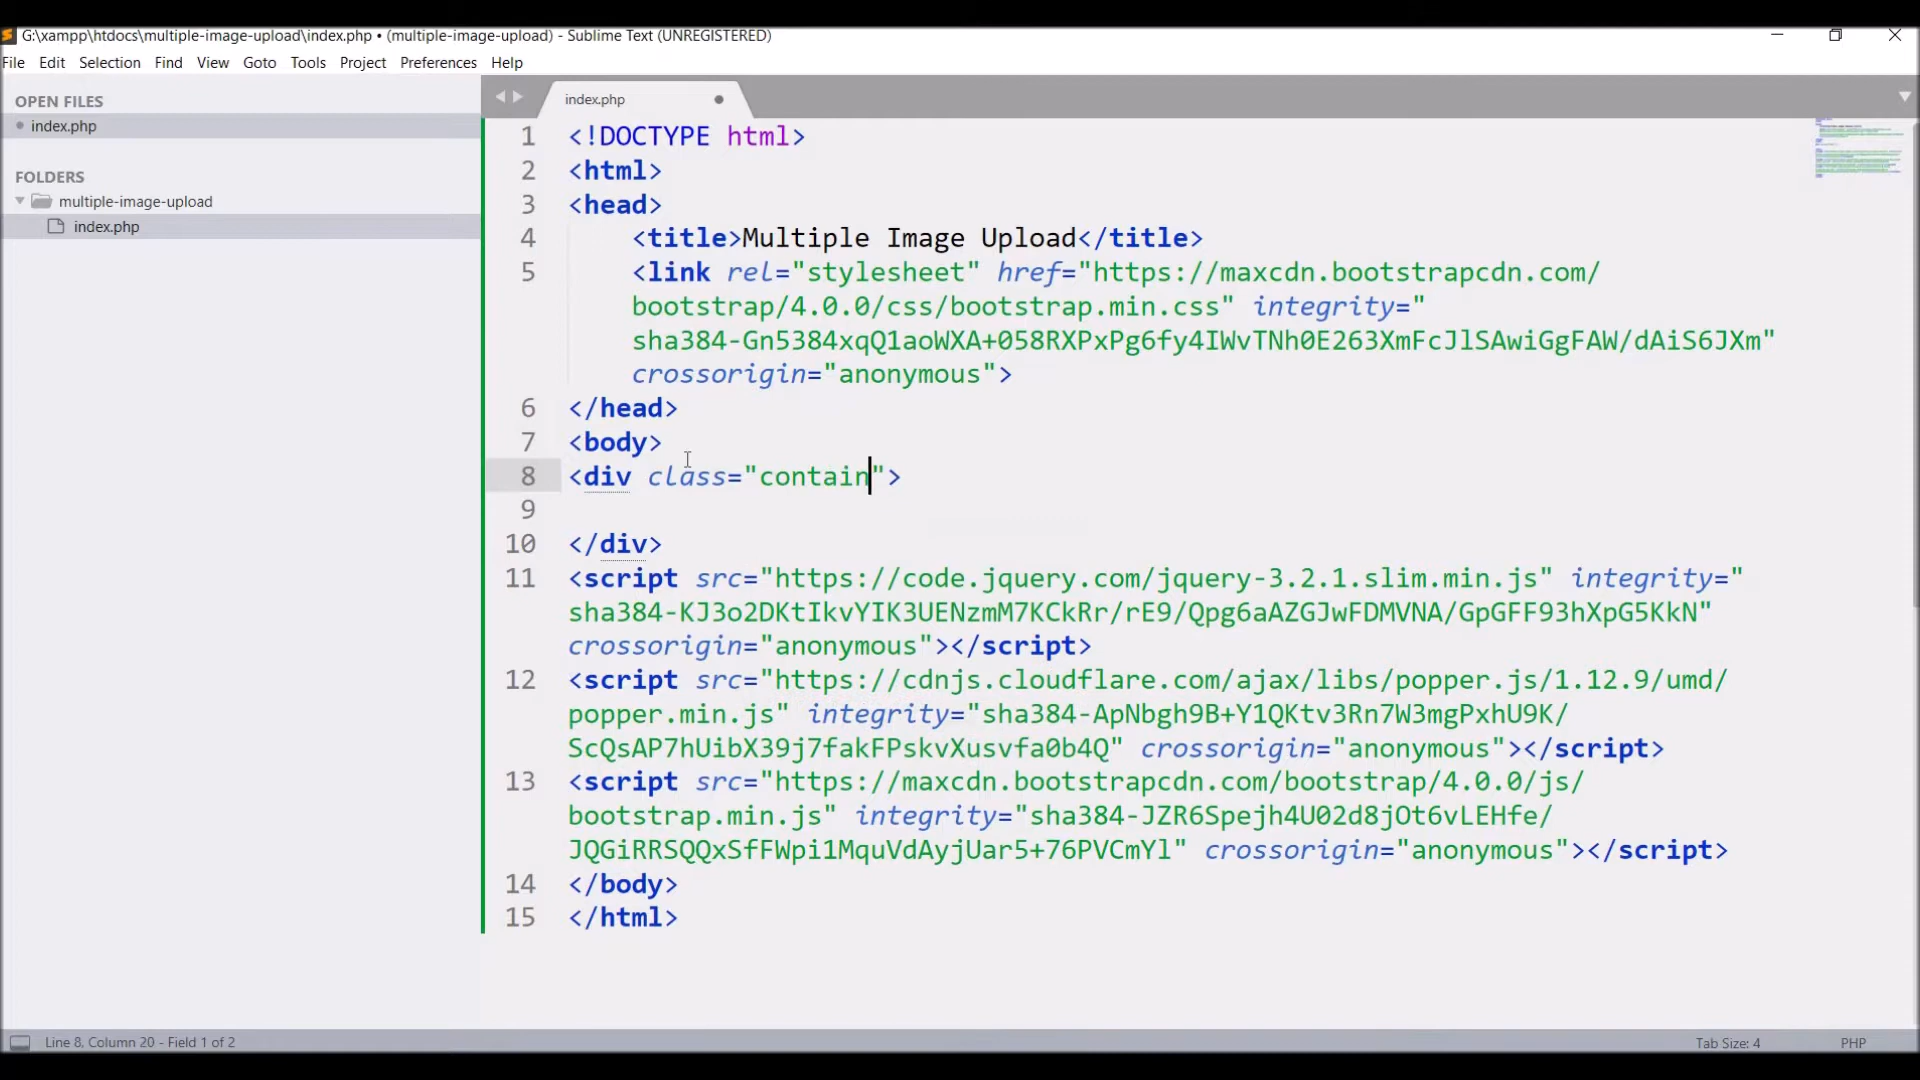 G:\xampp\htdocs\multiple-image-upload\index.php • (multiple-image-upload) - Sublime Text (UNREGISTERED)
File Edit Selection Find View Goto Tools Project Preferences Help
OPEN FILES
index.php
FOLDERS
multiple-image-upload
index.php
index.php
1 <!DOCTYPE html>
2 <html>
3 <head>
4 <title>Multiple Image Upload</title>
5 <link rel="stylesheet" href="https://maxcdn.bootstrapcdn.com/
bootstrap/4.0.0/css/bootstrap.min.css" integrity="
sha384-Gn5384xqQ1aoWXA+058RXPxPg6fy4IWvTNh0E263XmFcJlSAwiGgFAW/dAiS6JXm"
crossorigin="anonymous">
6 </head>
7 <body>
8 <div class="contain">
9
10 </div>
11 <script src="https://code.jquery.com/jquery-3.2.1.slim.min.js" integrity="
sha384-KJ3o2DKtIkvYIK3UENzmM7KCkRr/rE9/Qpg6aAZGJwFDMVNA/GpGFF93hXpG5KkN"
crossorigin="anonymous"></script>
12 <script src="https://cdnjs.cloudflare.com/ajax/libs/popper.js/1.12.9/umd/
popper.min.js" integrity="sha384-ApNbgh9B+Y1QKtv3Rn7W3mgPxhU9K/
ScQsAP7hUibX39j7fakFPskvXusvfa0b4Q" crossorigin="anonymous"></script>
13 <script src="https://maxcdn.bootstrapcdn.com/bootstrap/4.0.0/js/
bootstrap.min.js" integrity="sha384-JZR6Spejh4U02d8jOt6vLEHfe/
JQGiRRSQQxSfFWpi1MquVdAyjUar5+76PVCmYl" crossorigin="anonymous"></script>
14 </body>
15 </html>
Line 8, Column 20 - Field 1 of 2
Tab Size: 4
PHP